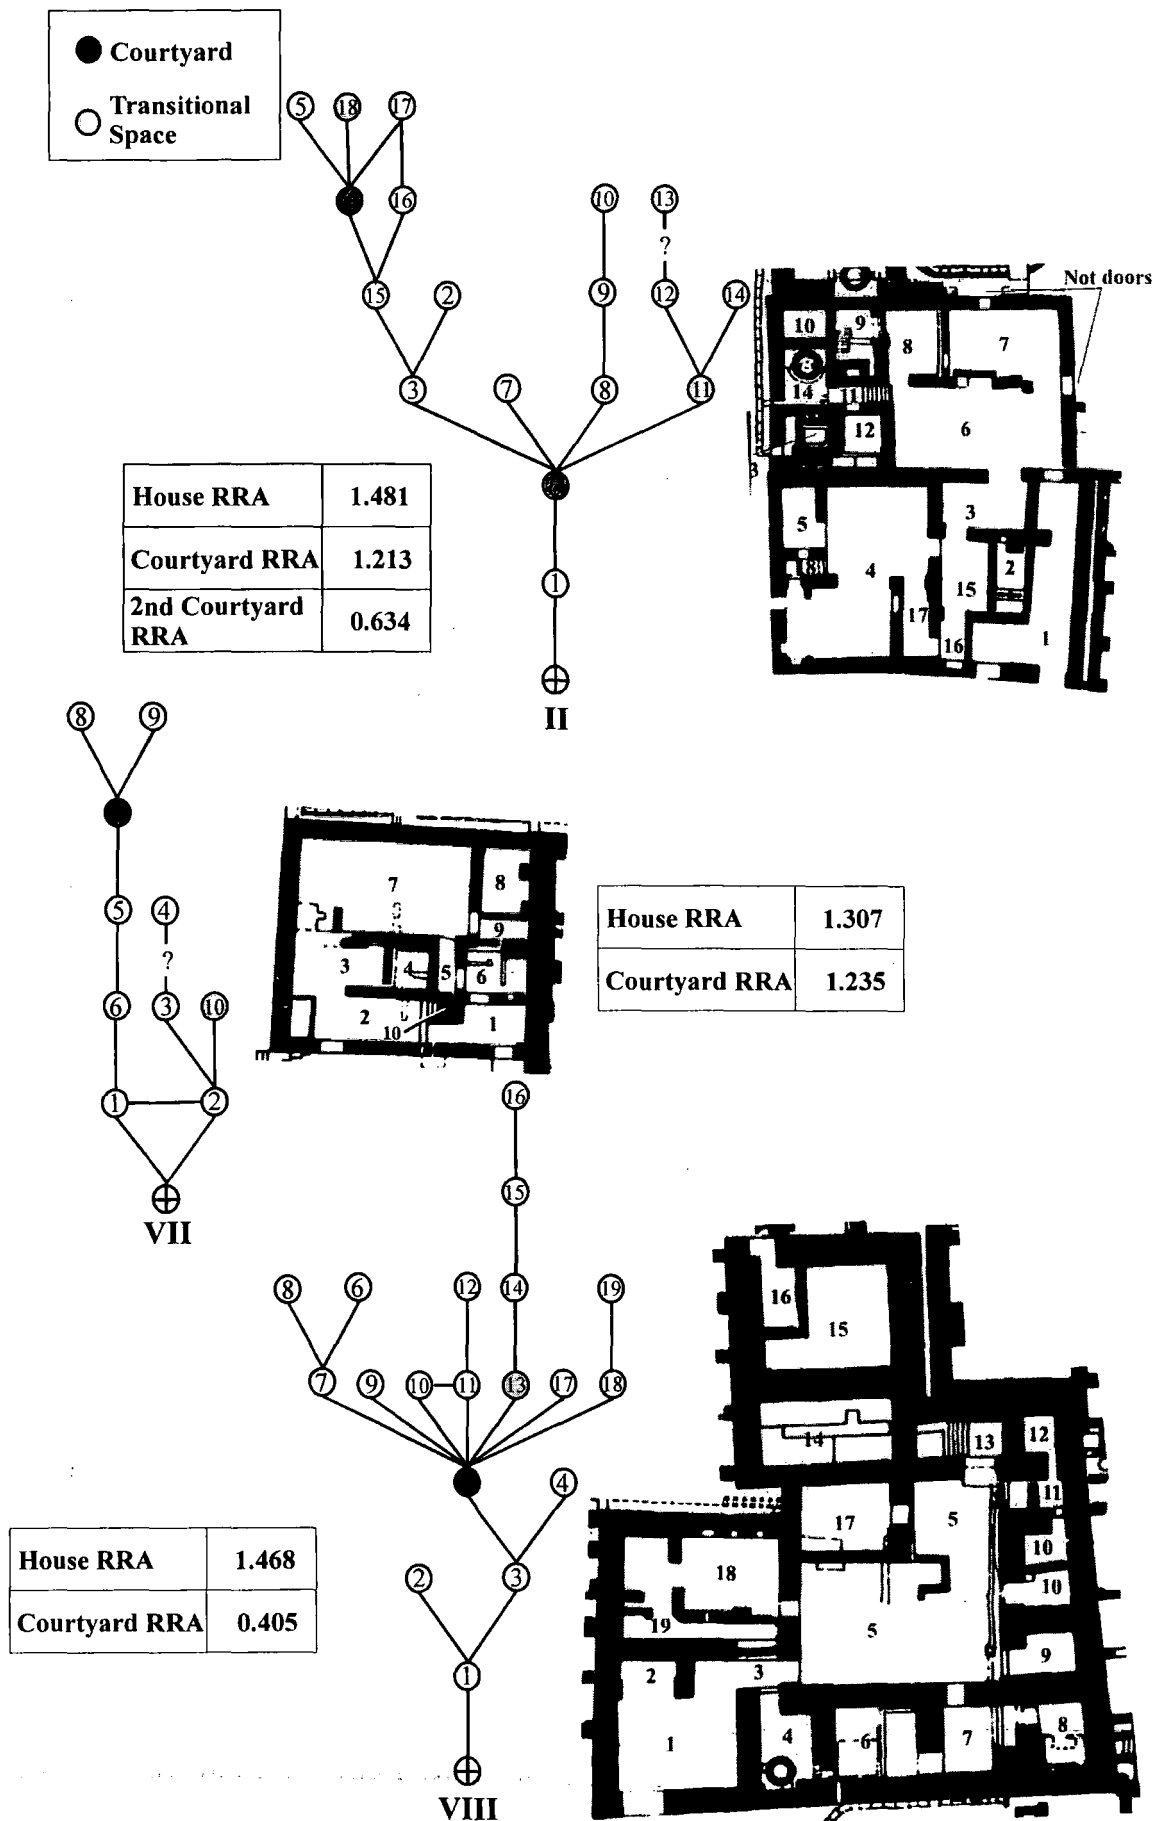 Courtyard
Transitional
Space
5 18 17
16
10 13
?
15 2 9 12 14
3 7 8 11
1
II
House RRA 1.481
Courtyard RRA 1.213
2nd Courtyard
RRA 0.634
Not doors
10 9 8 7
13
14 11
12 6
3
5 3
18 4 2
15
17 1
16
8 9
5 4
?
6 3 10
1 2
VII
7 8
9
3 4 5 6
2 10 1
House RRA 1.307
Courtyard RRA 1.235
16
15
8 6 12 14 19
7 9 10 11 13 17 18
4
2 3
1
VIII
House RRA 1.468
Courtyard RRA 0.405
16
15
14 13 12
11
17 5
10
18 10
19 5
9
2 3
4 6 7 8
1